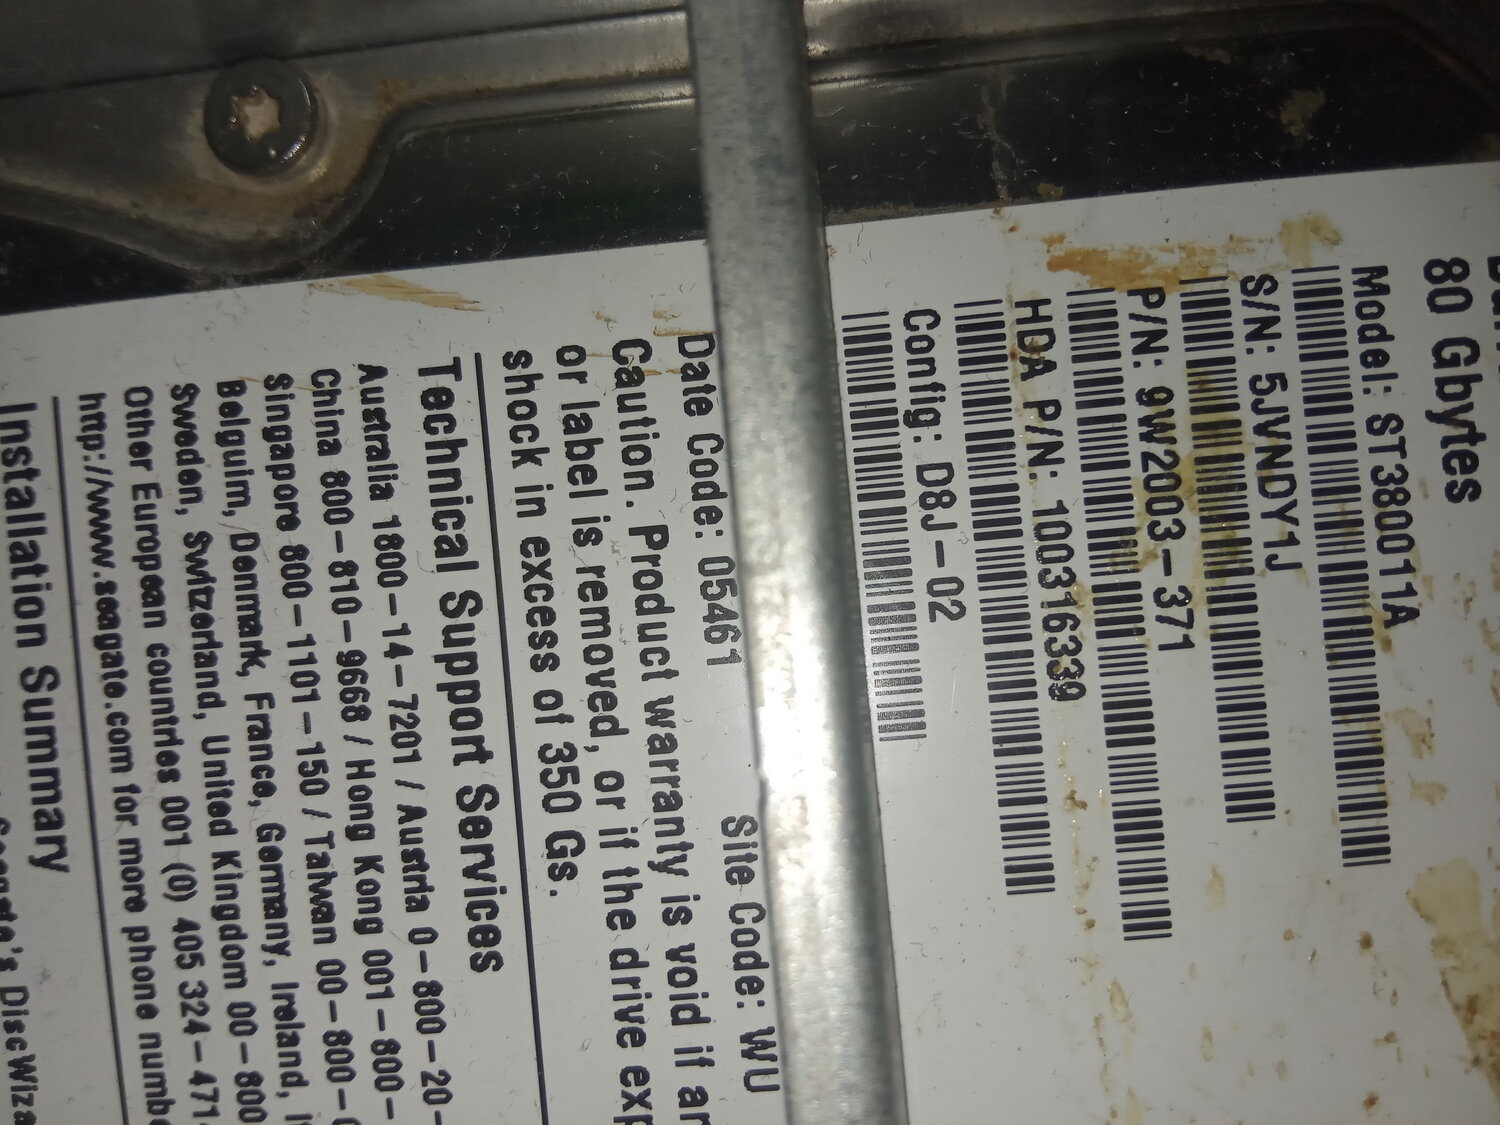 80 Gbytes
Model: ST380011A
S/N: 5JVNDY1J
P/N: 9W2003-371
HDA P/N: 100316339
Config: D8J-02
Date Code: 05461 Site Code: WU
Caution. Product warranty is void if
or label is removed, or if the drive
shock in excess of 350 Gs.
Technical Support Services
Australia 1800-14-7201 / Austria 0-800-20-
China 800-810-9668 / Hong Kong 001-800-
Singapore 800-1101-150 / Taiwan 00-800-
Belguim, Denmark, France, Germany, Ireland,
Sweden, Switzerland, United Kingdom 00-800
Other European countries 001 (0) 405 324-471
http://www.seagate.com for more phone numb
Installation Summary